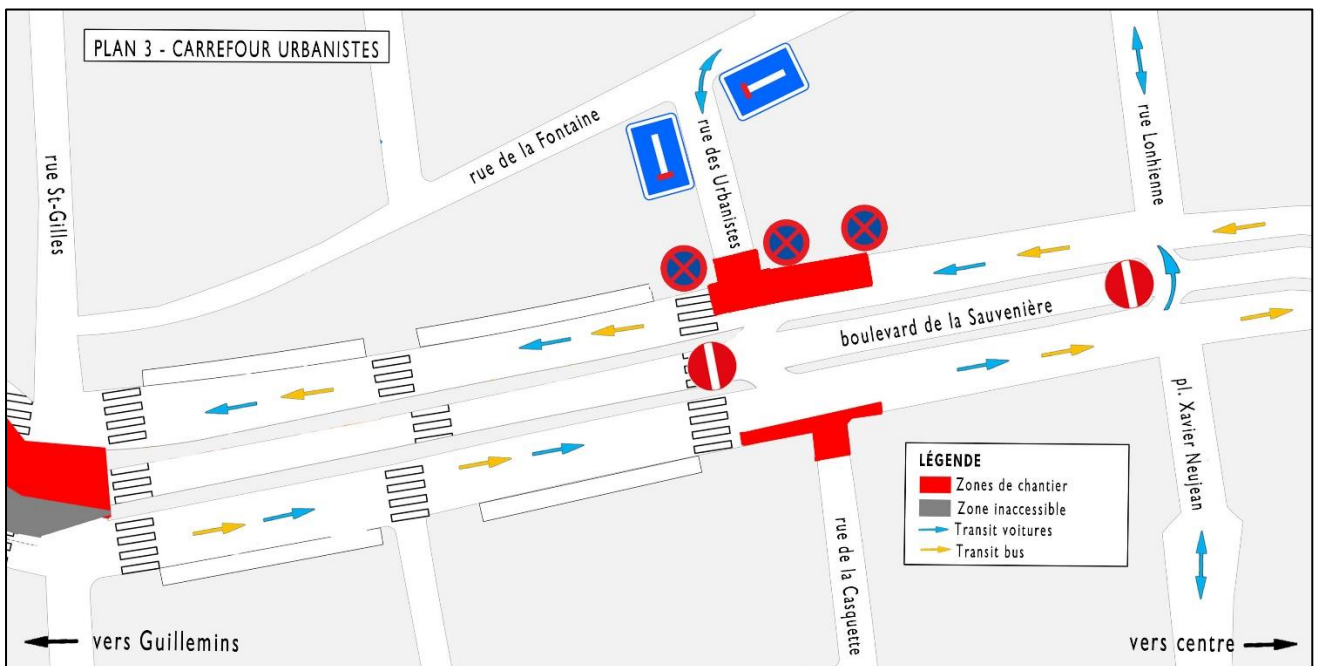 PLAN 3 - CARREFOUR URBANISTES
rue St-Gilles
rue de la Fontaine
rue des Urbanistes
rue Lonhienne
boulevard de la Sauvenière
pl. Xavier Neujean
rue de la Casquette
LÉGENDE
Zones de chantier
Zone inaccessible
Transit voitures
Transit bus
vers Guillemins
vers centre